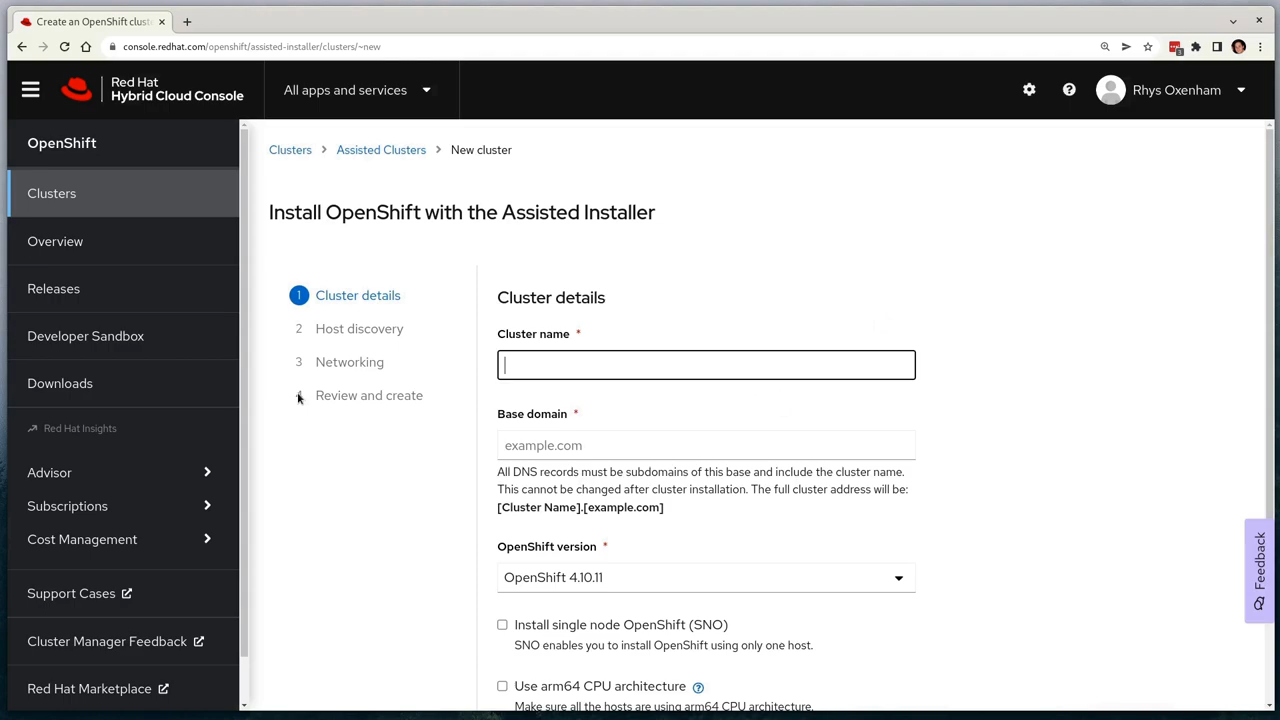 Create an OpenShift clust
console.redhat.com/openshift/assisted-installer/clusters/~new
3
Red Hat
Hybrid Cloud Console
All apps and services
Rhys Oxenham
OpenShift
Clusters
Overview
Releases
Developer Sandbox
Downloads
Red Hat Insights
Advisor
Subscriptions
Cost Management
Support Cases
Cluster Manager Feedback
Red Hat Marketplace
Clusters > Assisted Clusters > New cluster
Install OpenShift with the Assisted Installer
1 Cluster details
2 Host discovery
3 Networking
4 Review and create
Cluster details
Cluster name *
Base domain *
example.com
All DNS records must be subdomains of this base and include the cluster name.
This cannot be changed after cluster installation. The full cluster address will be:
[Cluster Name].[example.com]
OpenShift version *
OpenShift 4.10.11
Install single node OpenShift (SNO)
SNO enables you to install OpenShift using only one host.
Use arm64 CPU architecture
Make sure all the hosts are using arm64 CPU architecture.
Feedback